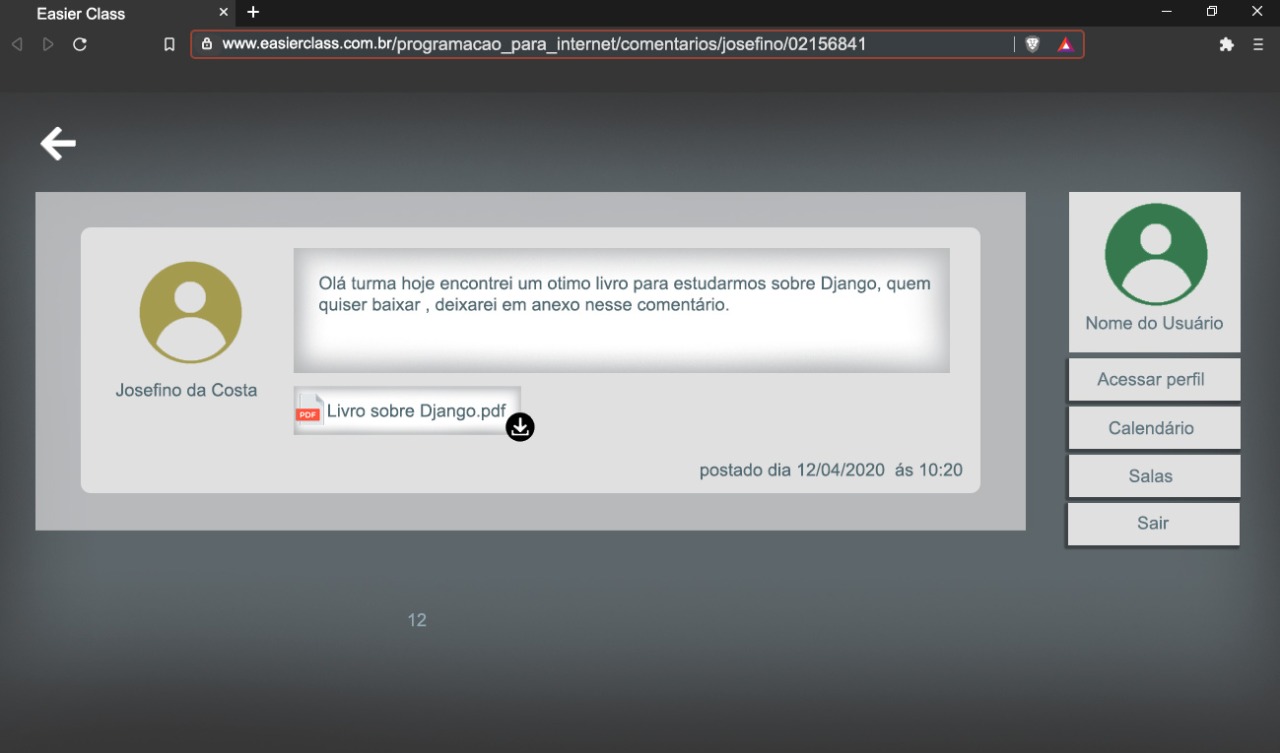 Easier Class
www.easierclass.com.br/programacao_para_internet/comentarios/josefino/02156841
Olá turma hoje encontrei um otimo livro para estudarmos sobre Django, quem
quiser baixar , deixarei em anexo nesse comentário.
Josefino da Costa
PDF
Livro sobre Django.pdf
postado dia 12/04/2020 ás 10:20
Nome do Usuário
Acessar perfil
Calendário
Salas
Sair
12